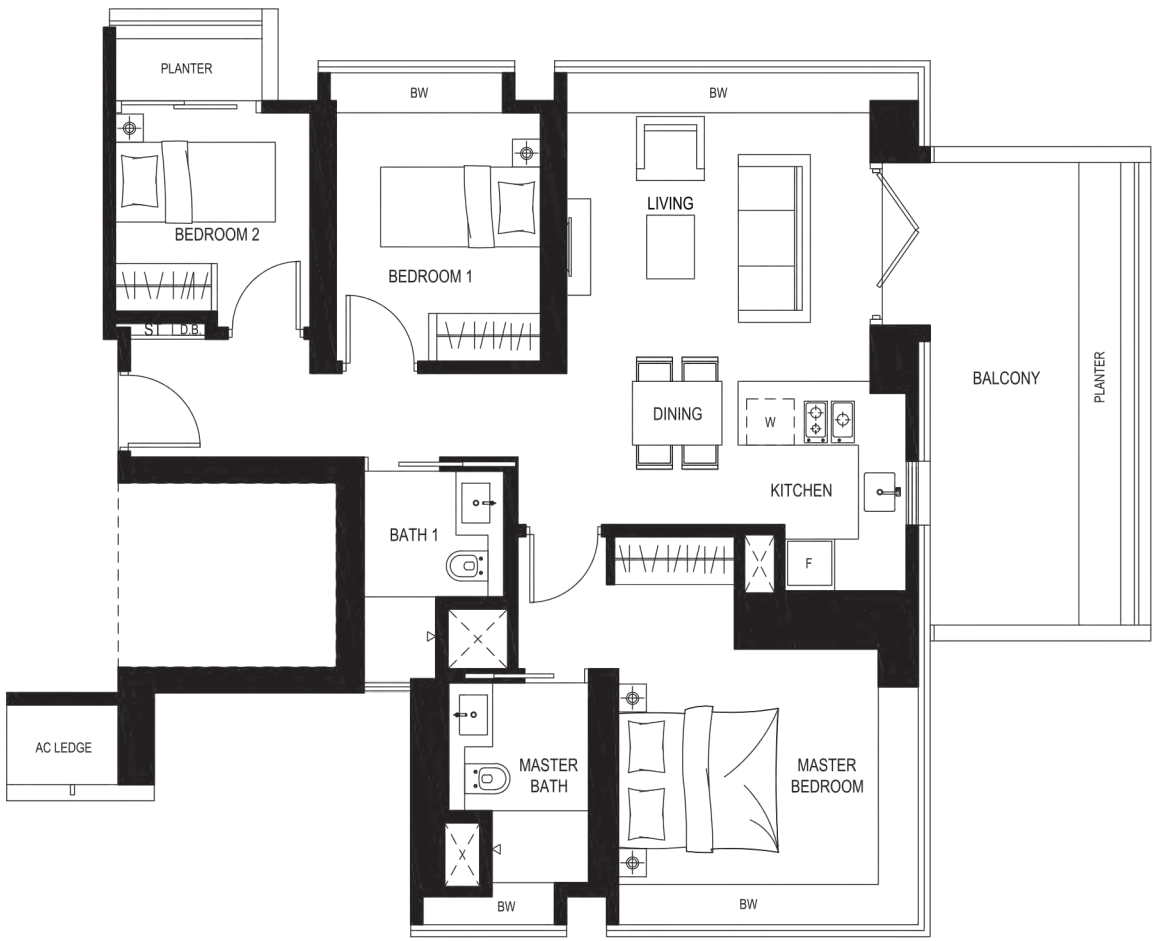 PLANTER
BW
BW
LIVING
BEDROOM 2
BEDROOM 1
ST
D.B.
BALCONY
PLANTER
DINING
W
KITCHEN
BATH 1
F
AC LEDGE
MASTER
BATH
MASTER
BEDROOM
BW
BW